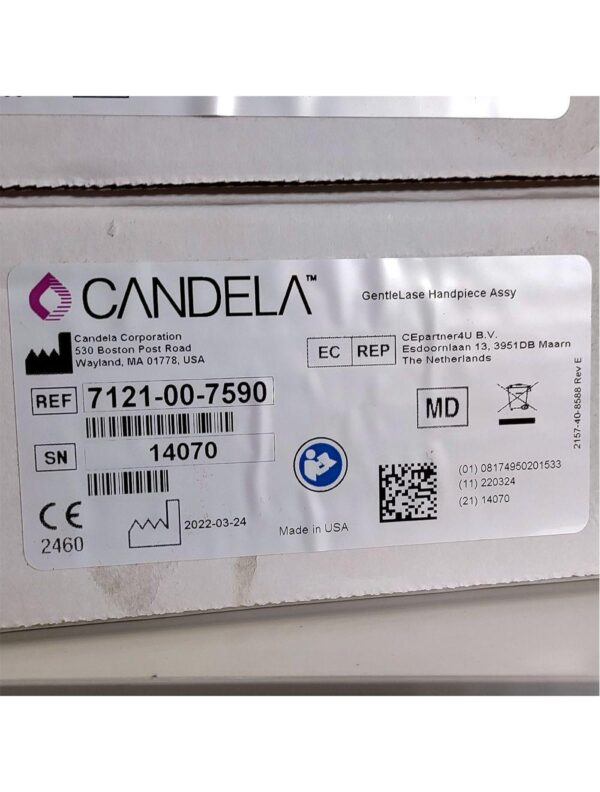 CANDELA™
GentleLase Handpiece Assy
Candela Corporation
530 Boston Post Road
Wayland, MA 01778, USA
EC REP
CEpartner4U B.V.
Esdoornlaan 13, 3951DB Maarn
The Netherlands
REF 7121-00-7590
MD
2157-40-8588 Rev E
SN 14070
(01) 08174950201533
(11) 220324
(21) 14070
CE
2460
2022-03-24
Made in USA